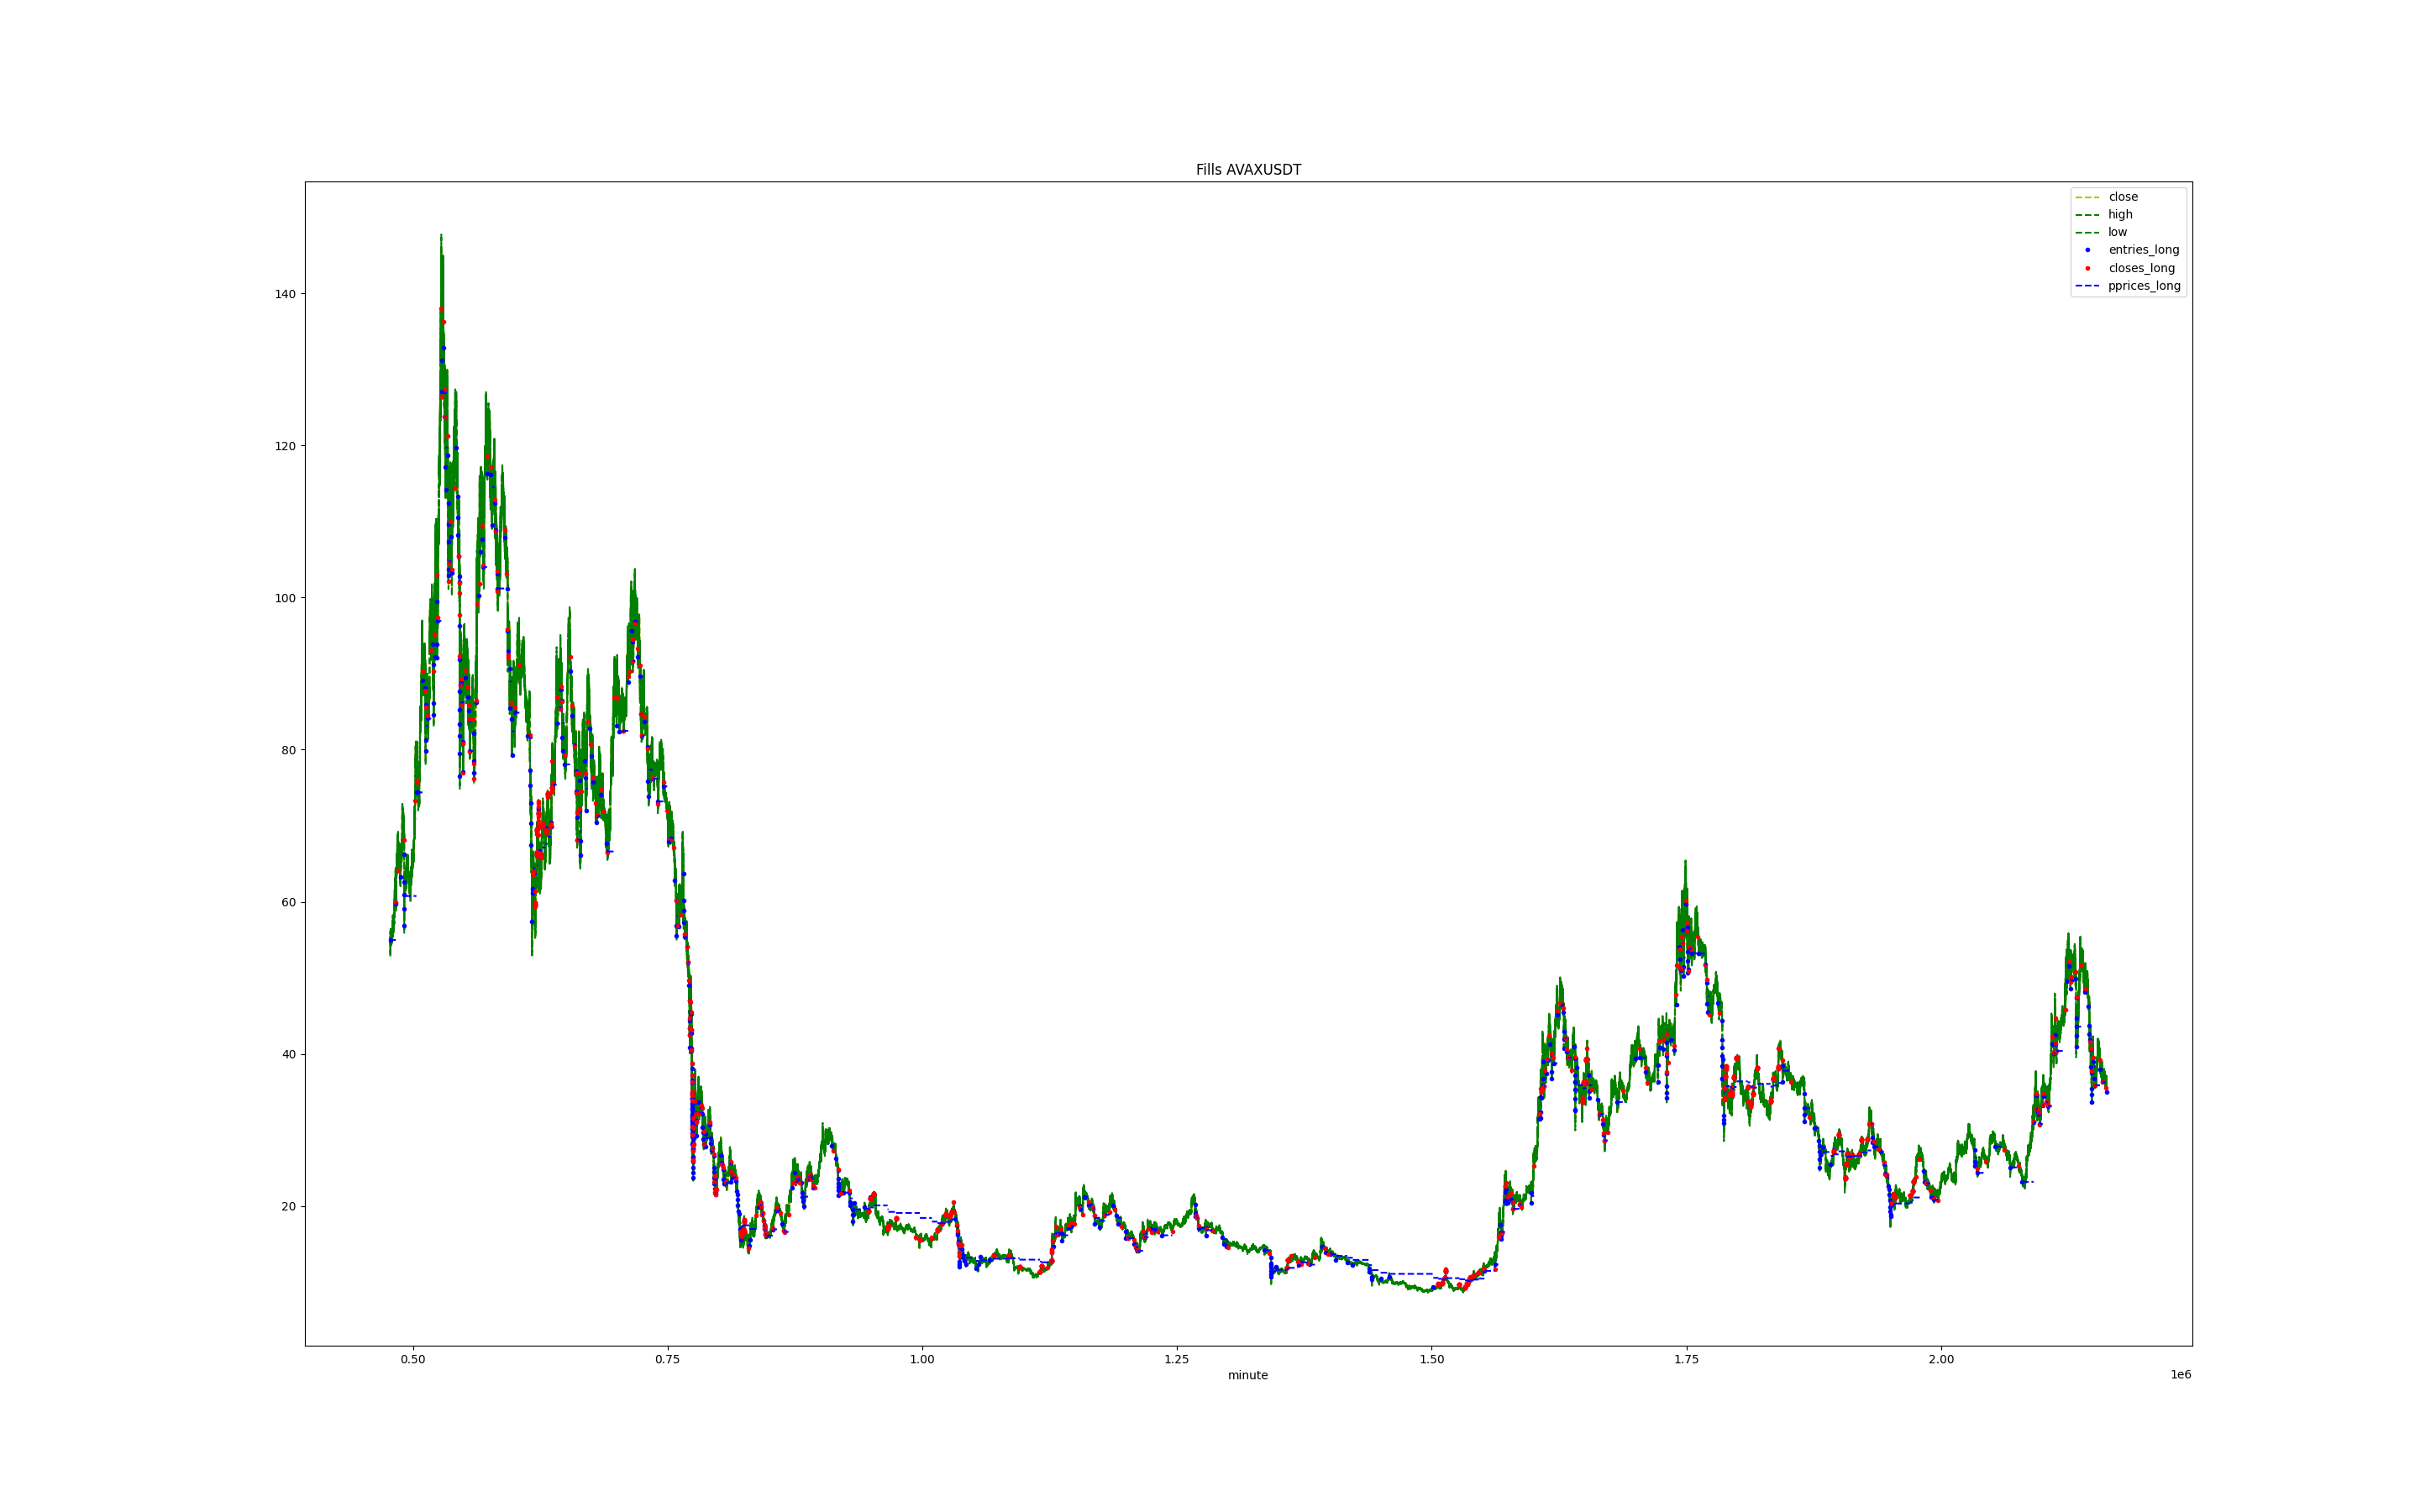 Fills AVAXUSDT
close
high
low
entries_long
closes_long
pprices_long
140
120
100
80
60
40
20
0.50 0.75 1.00 1.25 1.50 1.75 2.00
minute
1e6